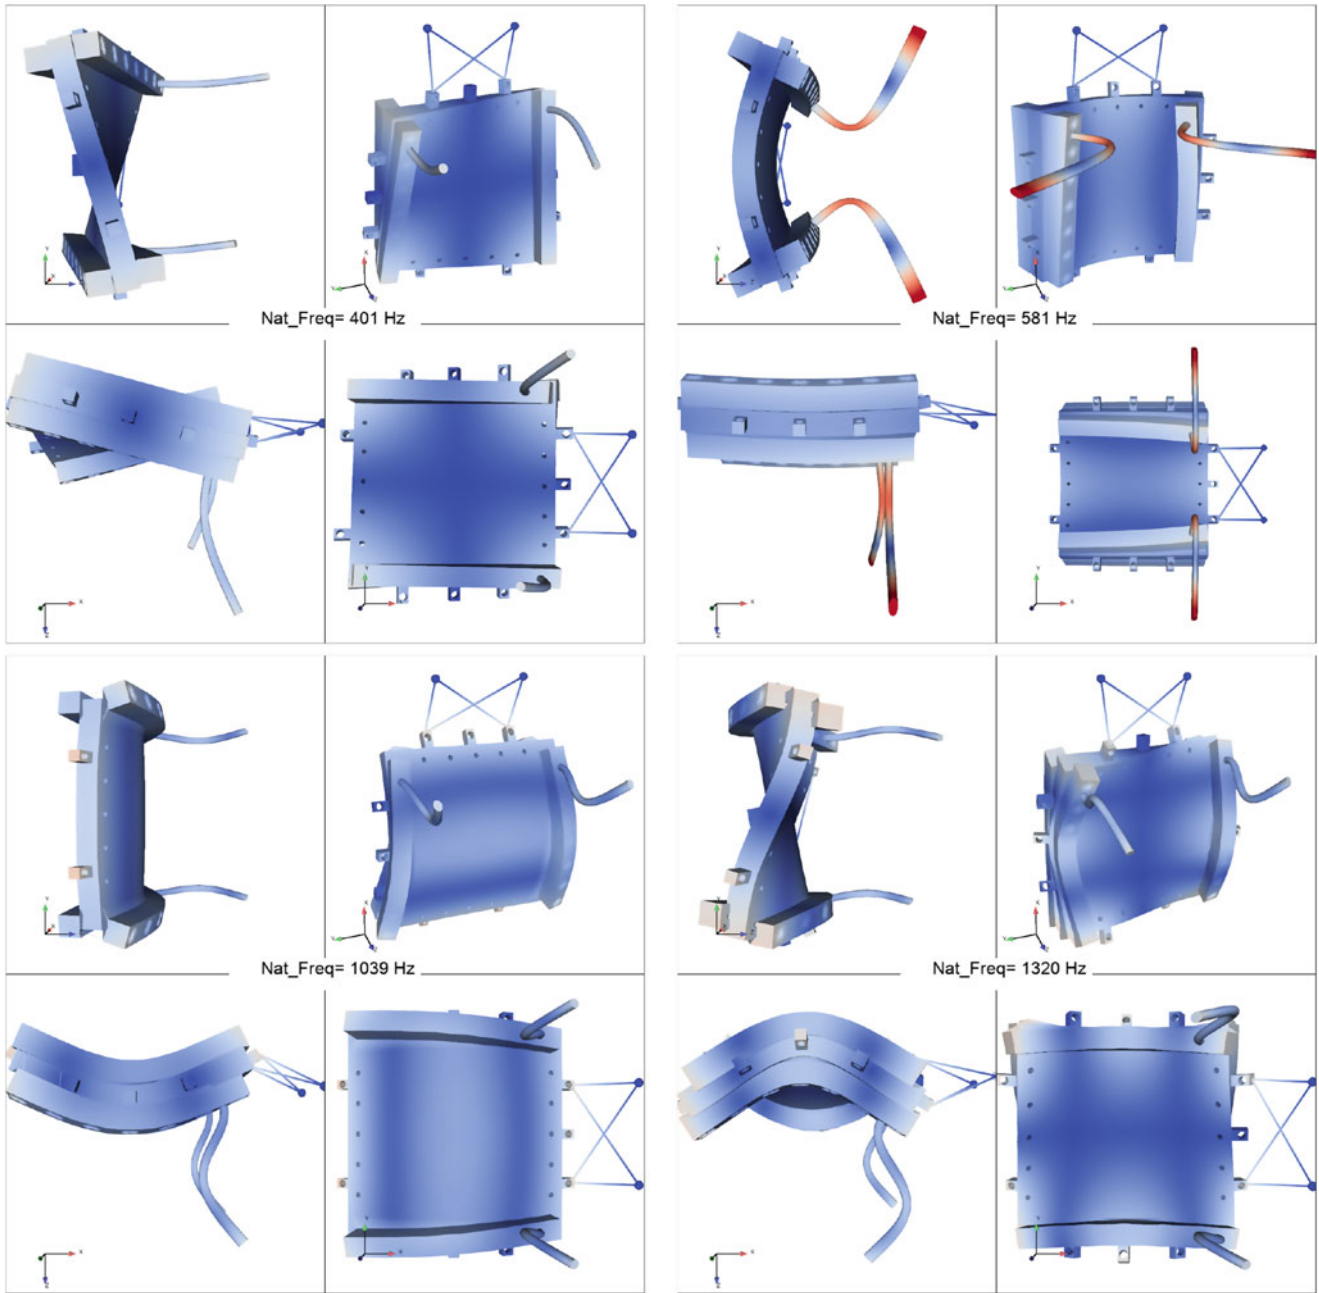 Nat_Freq= 401 Hz
Nat_Freq= 581 Hz
Nat_Freq= 1039 Hz
Nat_Freq= 1320 Hz